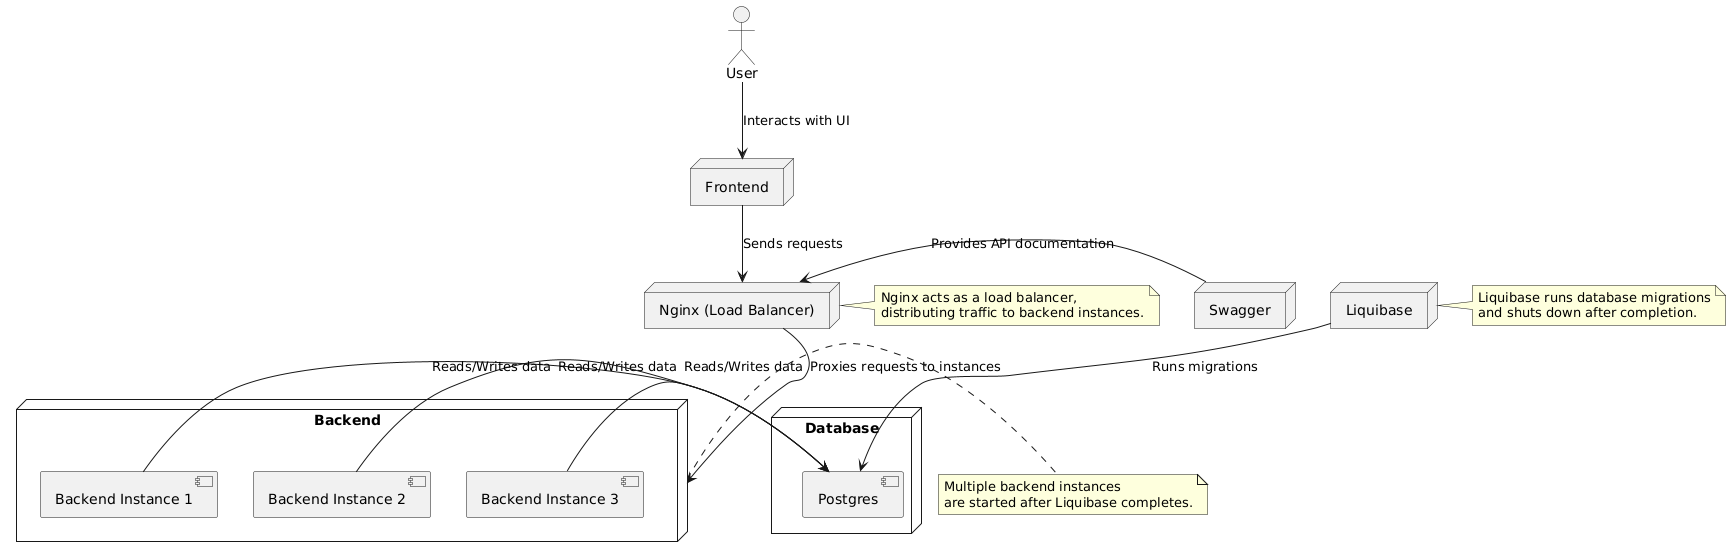 User
Interacts with UI
Frontend
Sends requests
Provides API documentation
Nginx (Load Balancer)
Nginx acts as a load balancer,
distributing traffic to backend instances.
Swagger
Liquibase
Liquibase runs database migrations
and shuts down after completion.
Reads/Writes data
Reads/Writes data
Reads/Writes data
Proxies requests to instances
Runs migrations
Backend
Database
Backend Instance 1
Backend Instance 2
Backend Instance 3
Postgres
Multiple backend instances
are started after Liquibase completes.